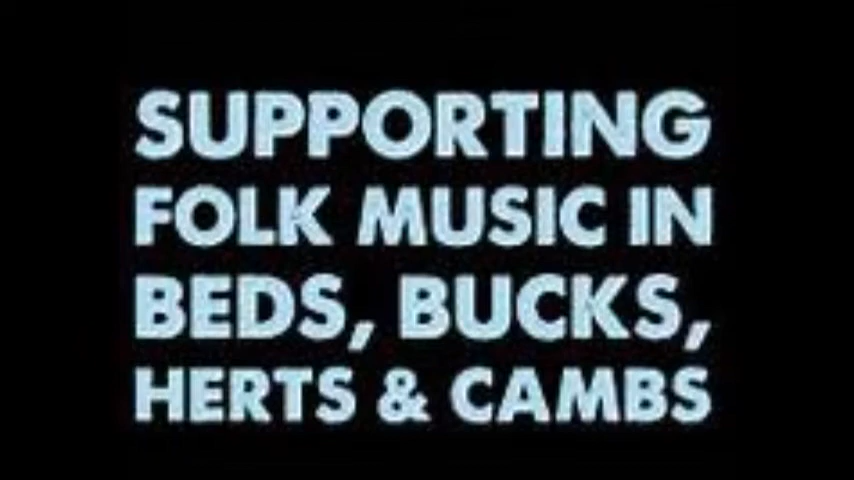 SUPPORTING
FOLK MUSIC IN
BEDS, BUCKS,
HERTS & CAMBS